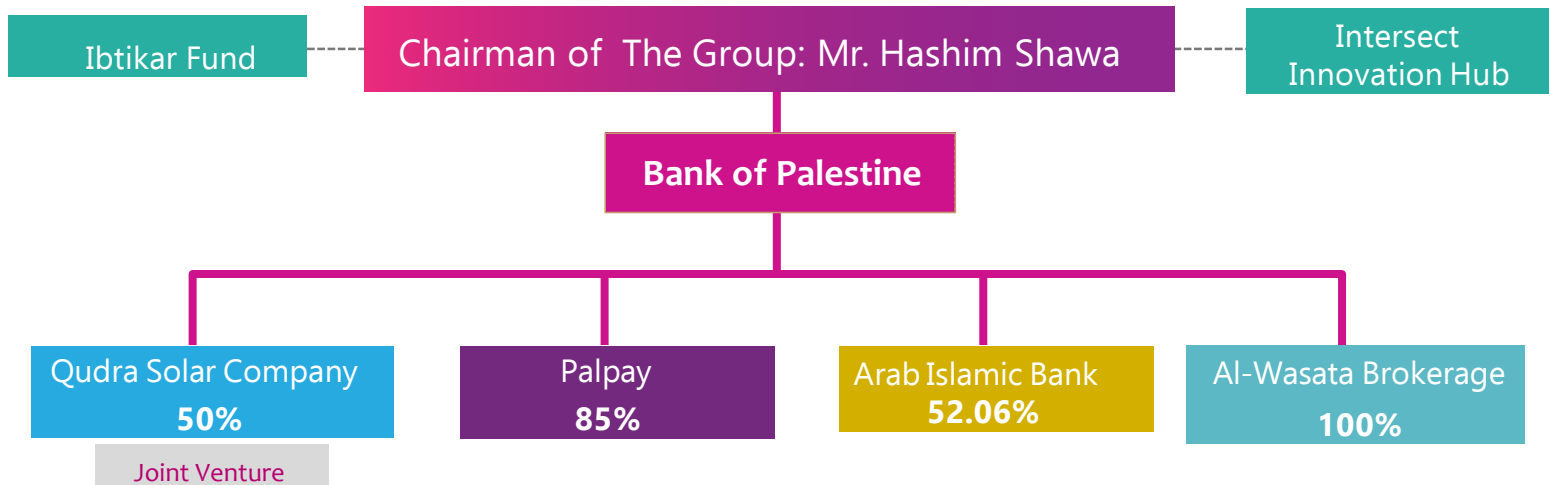 Ibtikar Fund
Chairman of The Group: Mr. Hashim Shawa
Intersect
Innovation Hub
Bank of Palestine
Qudra Solar Company
50%
Joint Venture
Palpay
85%
Arab Islamic Bank
52.06%
Al-Wasata Brokerage
100%